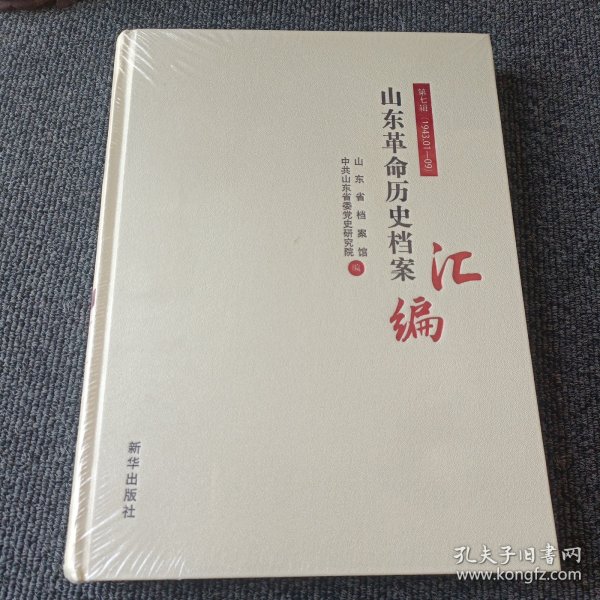 第七辑（1943.01—09）
山东革命历史档案
汇编
山东省档案馆
中共山东省委党史研究院
编
新华出版社
孔夫子旧书网
www.kongfz.com